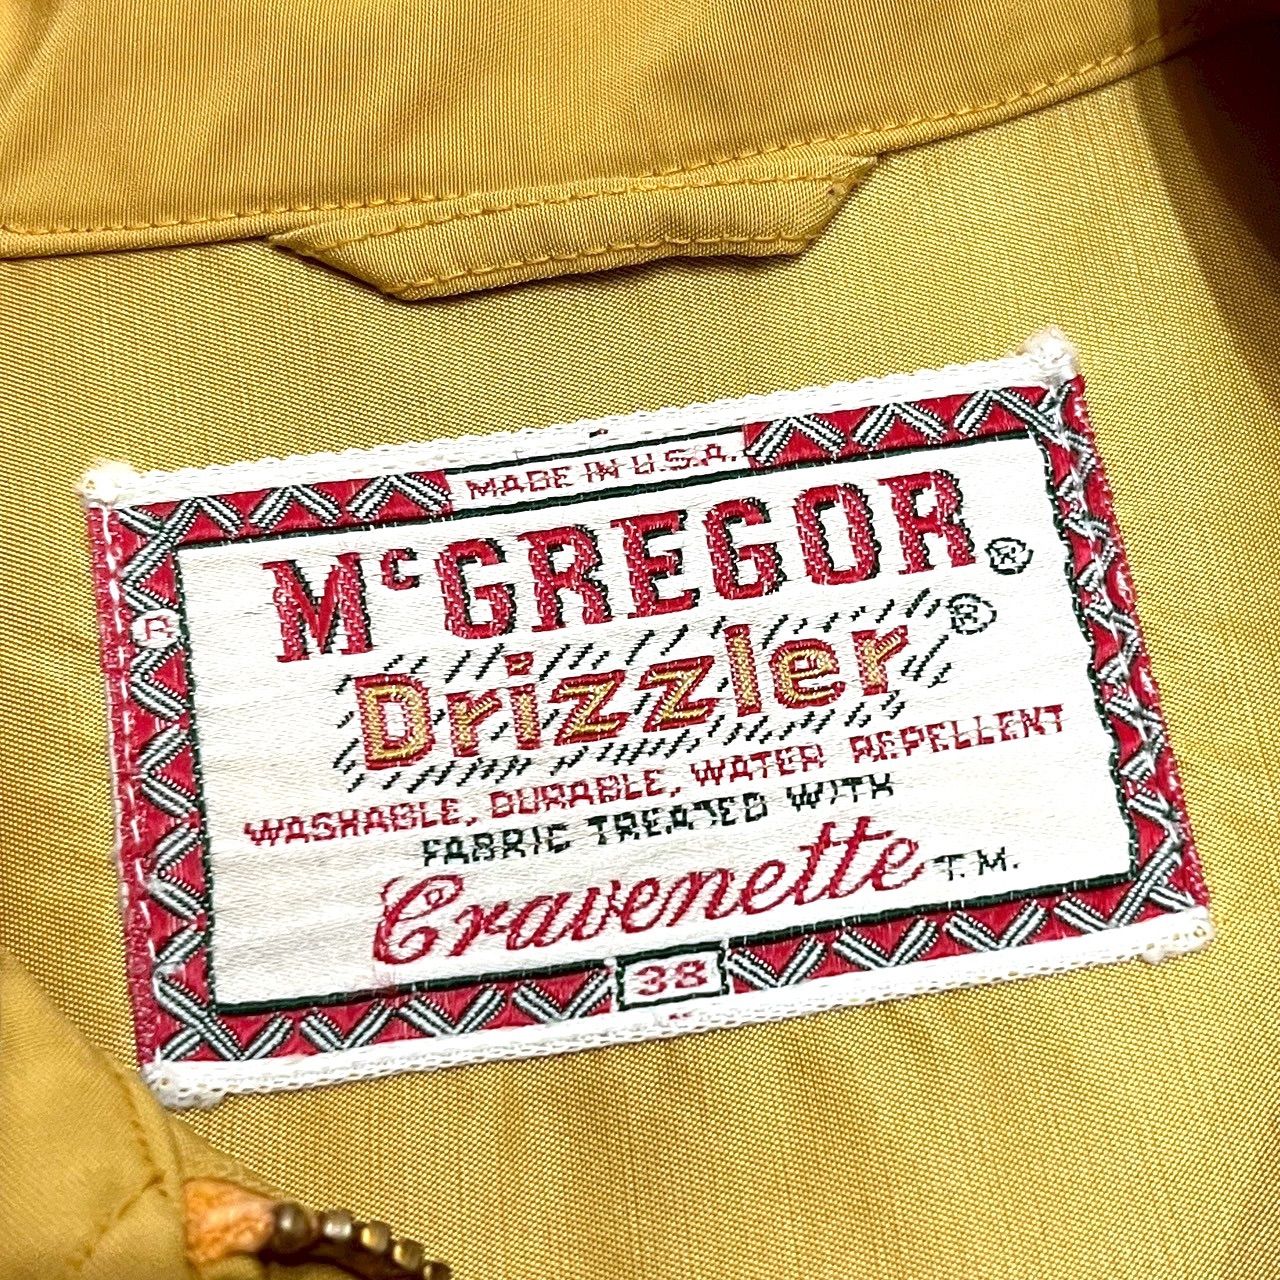 MADE IN U.S.A.
McGREGOR®
Drizzler®
WASHABLE, DURABLE, WATER REPELLENT
FABRIC TREATED WITH
Cravenette T.M.
38